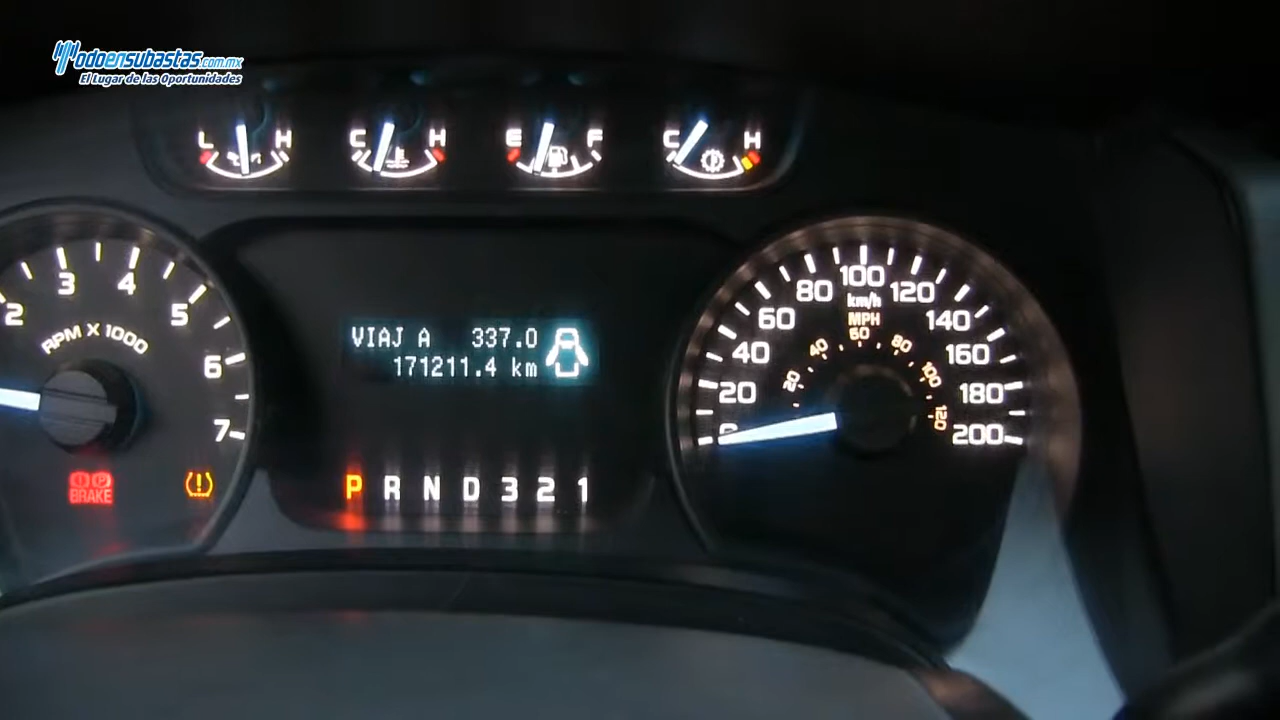 Todoensubastas.com.mx
El Lugar de las Oportunidades
L H C H E F C H
2 3 4 5 6 7
RPM X 1000
BRAKE
VIAJ A 337.0
171211.4 km
P R N D 3 2 1
0 20 40 60 80 100 120 140 160 180 200
km/h
MPH
20 40 60 80 100 120